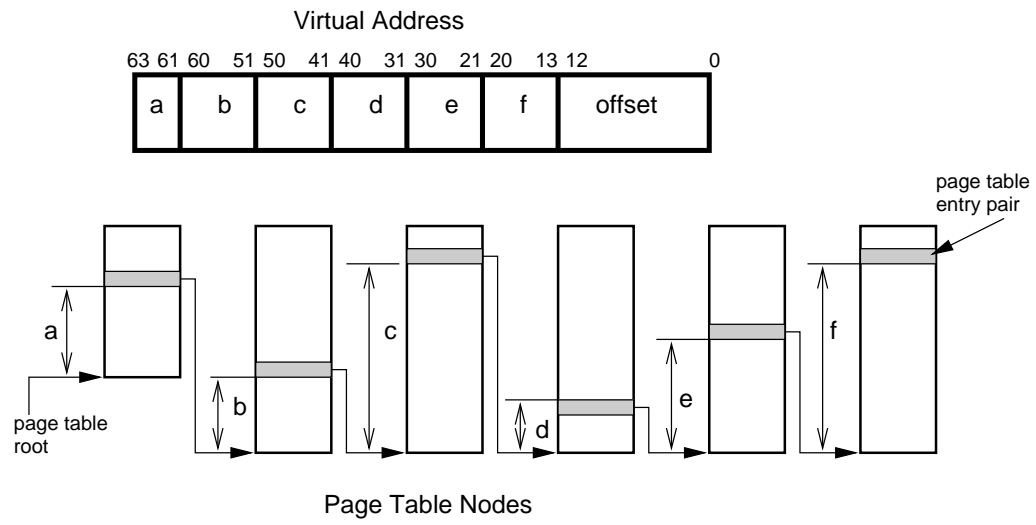 Virtual Address
63 61 60 51 50 41 40 31 30 21 20 13 12 0
a b c d e f offset
page table
entry pair
a
b
c
d
e
f
page table
root
Page Table Nodes